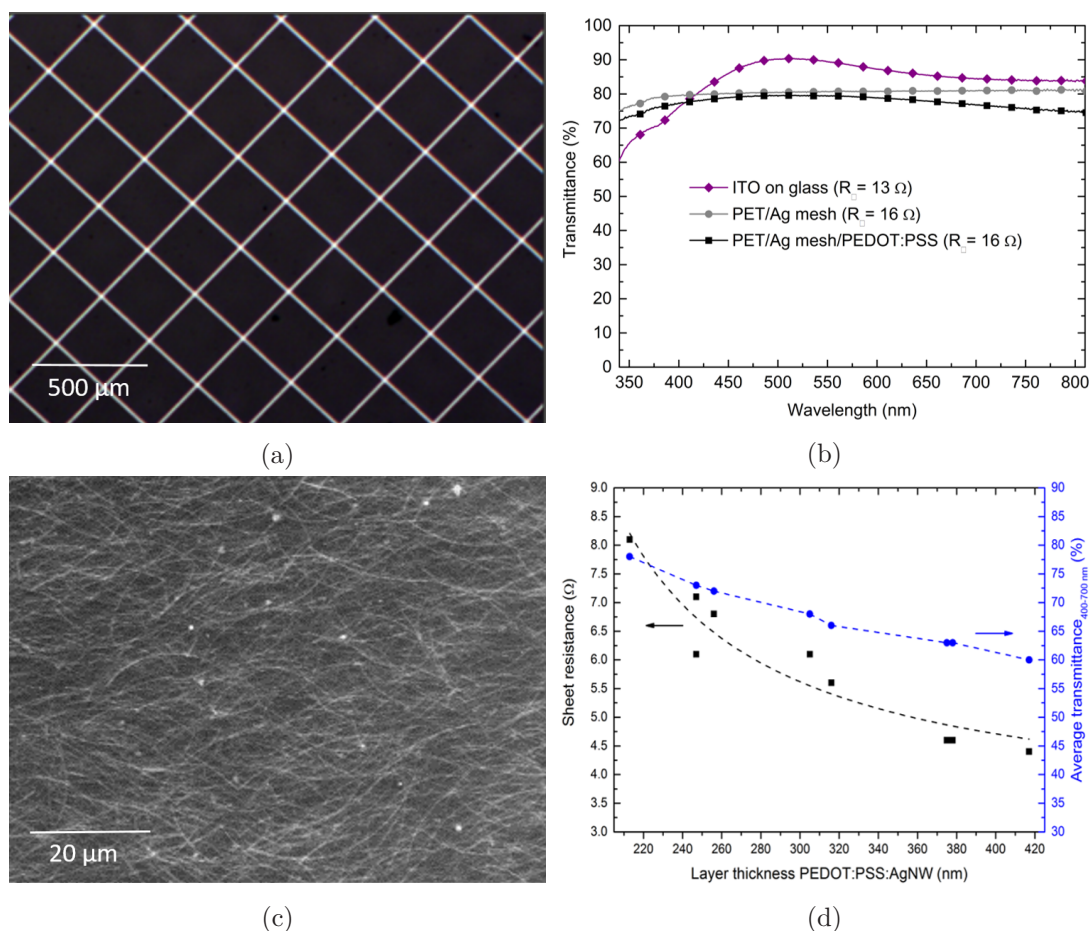 500 µm
(a)
100
90
80
70
60
50
40
30
20
10
0
Transmittance (%)
ITO on glass (R□ = 13 Ω)
PET/Ag mesh (R□ = 16 Ω)
PET/Ag mesh/PEDOT:PSS (R□ = 16 Ω)
350 400 450 500 550 600 650 700 750 800
Wavelength (nm)
(b)
20 µm
(c)
9.0
8.5
8.0
7.5
7.0
6.5
6.0
5.5
5.0
4.5
4.0
3.5
3.0
Sheet resistance (Ω)
90
85
80
75
70
65
60
55
50
45
40
35
30
Average transmittance400-700 nm (%)
220 240 260 280 300 320 340 360 380 400 420
Layer thickness PEDOT:PSS:AgNW (nm)
(d)